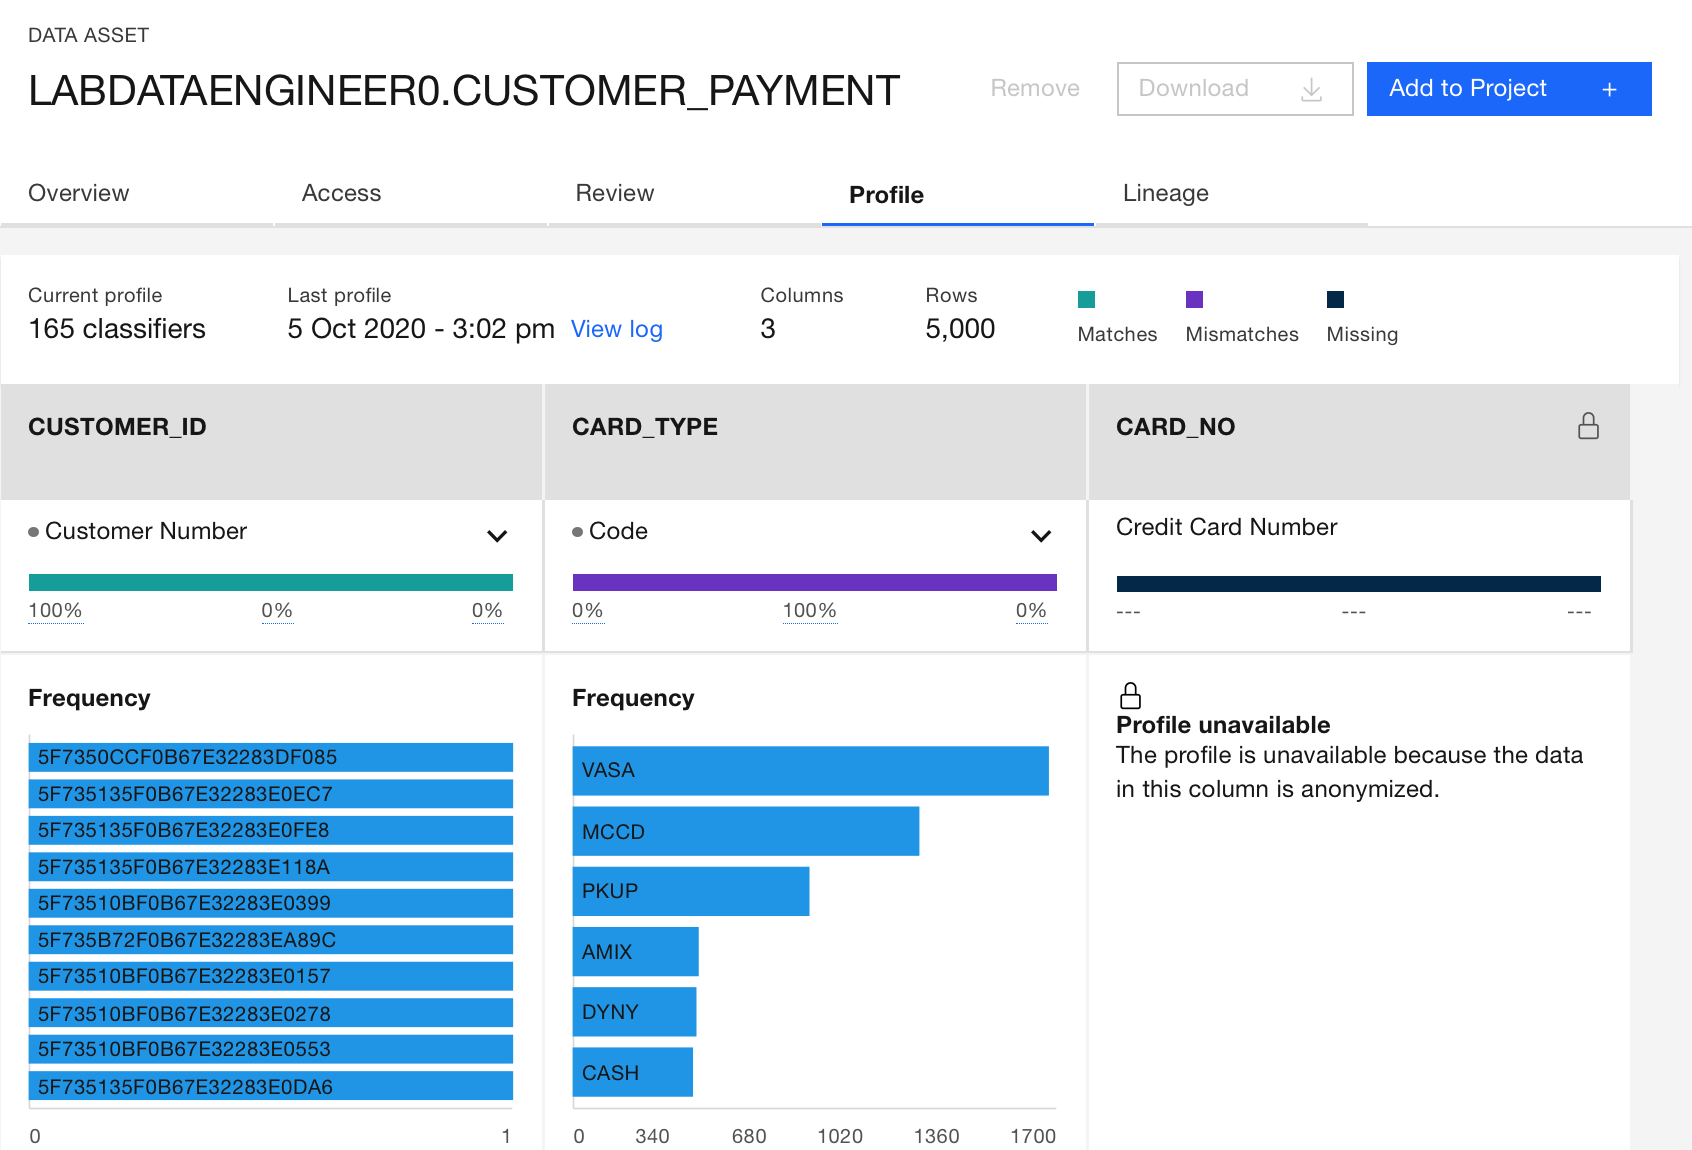 DATA ASSET
LABDATAENGINEER0.CUSTOMER_PAYMENT
Remove
Download
Add to Project +
Overview
Access
Review
Profile
Lineage
Current profile
165 classifiers
Last profile
5 Oct 2020 - 3:02 pm View log
Columns
3
Rows
5,000
Matches
Mismatches
Missing
CUSTOMER_ID
CARD_TYPE
CARD_NO
Customer Number
Code
Credit Card Number
100% 0% 0%
0% 100% 0%
--- --- ---
Frequency
5F7350CCF0B67E32283DF085
5F735135F0B67E32283E0EC7
5F735135F0B67E32283E0FE8
5F735135F0B67E32283E118A
5F73510BF0B67E32283E0399
5F735B72F0B67E32283EA89C
5F73510BF0B67E32283E0157
5F73510BF0B67E32283E0278
5F73510BF0B67E32283E0553
5F735135F0B67E32283E0DA6
0 1
Frequency
VASA
MCCD
PKUP
AMIX
DYNY
CASH
0 340 680 1020 1360 1700
Profile unavailable
The profile is unavailable because the data
in this column is anonymized.